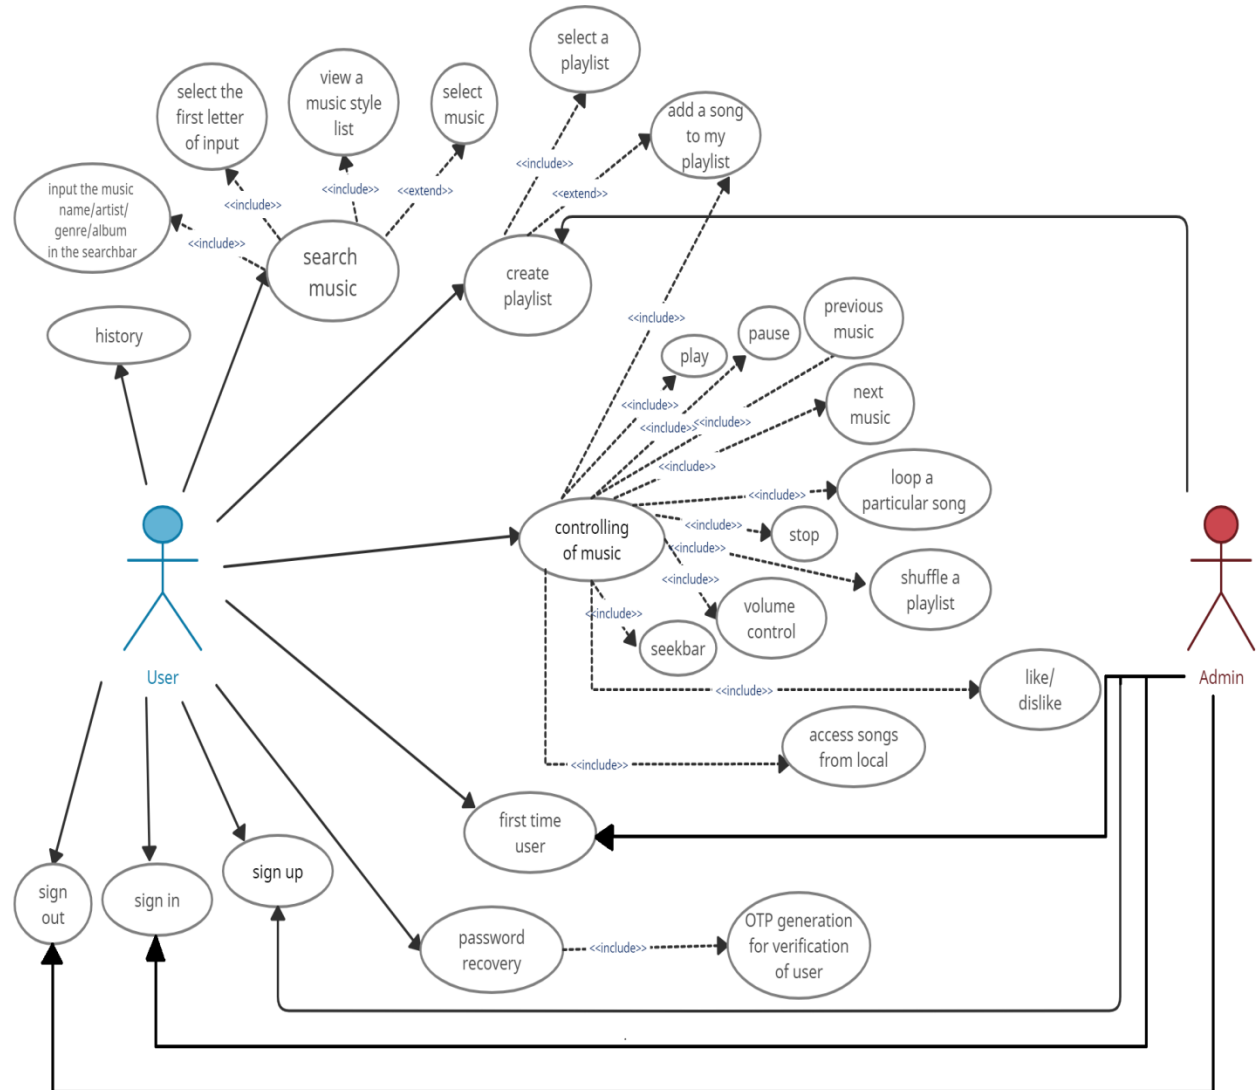 select a
playlist
view a
music style
list
select the
first letter
of input
select
music
add a song
to my
playlist
<<include>>
<<include>>
<<extend>>
<<extend>>
<<include>>
input the music
name/artist/
genre/album
in the searchbar
<<include>>
search
music
create
playlist
history
<<include>>
previous
music
pause
play
next
music
<<include>>
<<include>>
<<include>>
<<include>>
loop a
particular song
<<include>>
controlling
of music
<<include>>
stop
<<include>>
shuffle a
playlist
<<include>>
volume
control
<<include>>
seekbar
User
Admin
like/
dislike
<<include>>
access songs
from local
<<include>>
first time
user
sign up
sign
out
sign in
password
recovery
<<include>>
OTP generation
for verification
of user